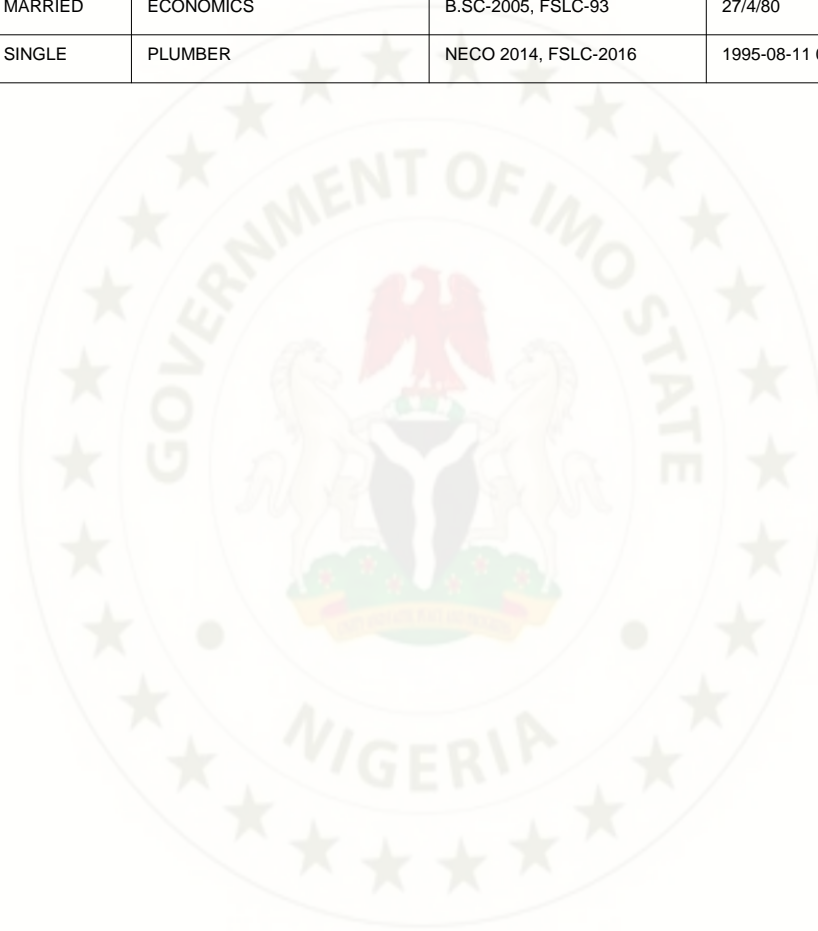 MARRIED ECONOMICS B.SC-2005, FSLC-93 27/4/80
SINGLE PLUMBER NECO 2014, FSLC-2016 1995-08-11
GOVERNMENT OF IMO STATE
NIGERIA